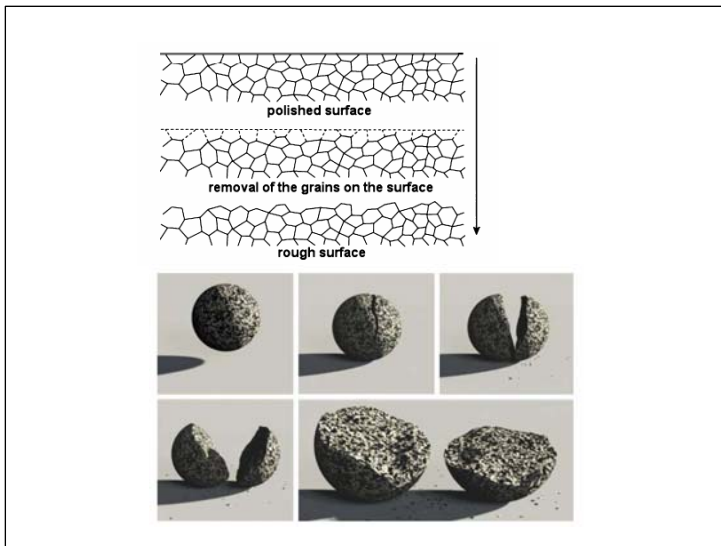 polished surface
removal of the grains on the surface
rough surface